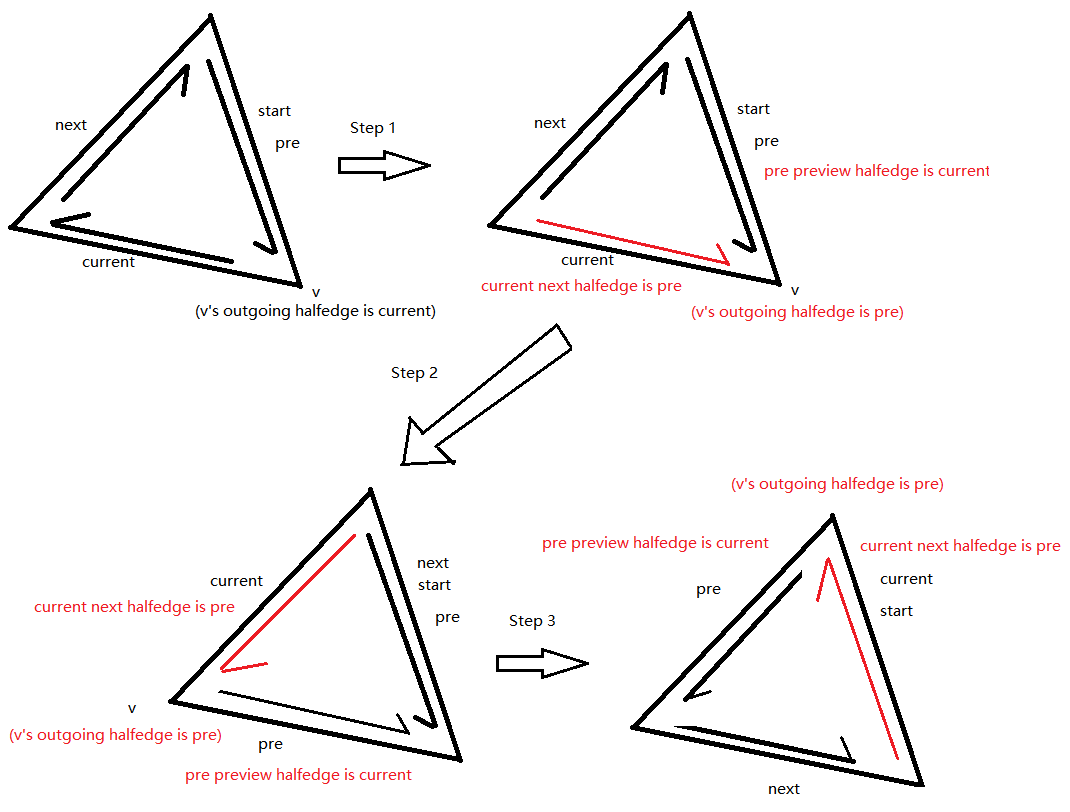 next
start
pre
current
v
(v's outgoing halfedge is current)
Step 1
next
start
pre
pre preview halfedge is current
current
current next halfedge is pre
v
(v's outgoing halfedge is pre)
Step 2
current
current next halfedge is pre
next
start
pre
v
(v's outgoing halfedge is pre)
pre
pre preview halfedge is current
Step 3
(v's outgoing halfedge is pre)
pre preview halfedge is current
current next halfedge is pre
pre
current
start
next